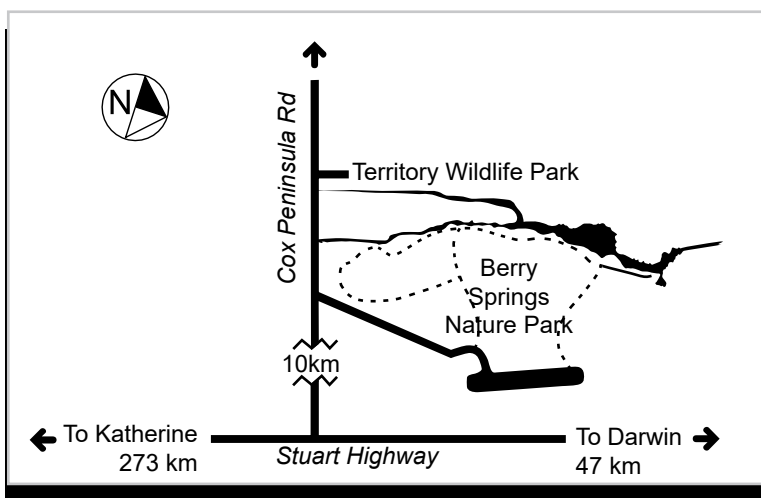 N
Cox Peninsula Rd
Territory Wildlife Park
Berry
Springs
Nature Park
10km
To Katherine
273 km
Stuart Highway
To Darwin
47 km